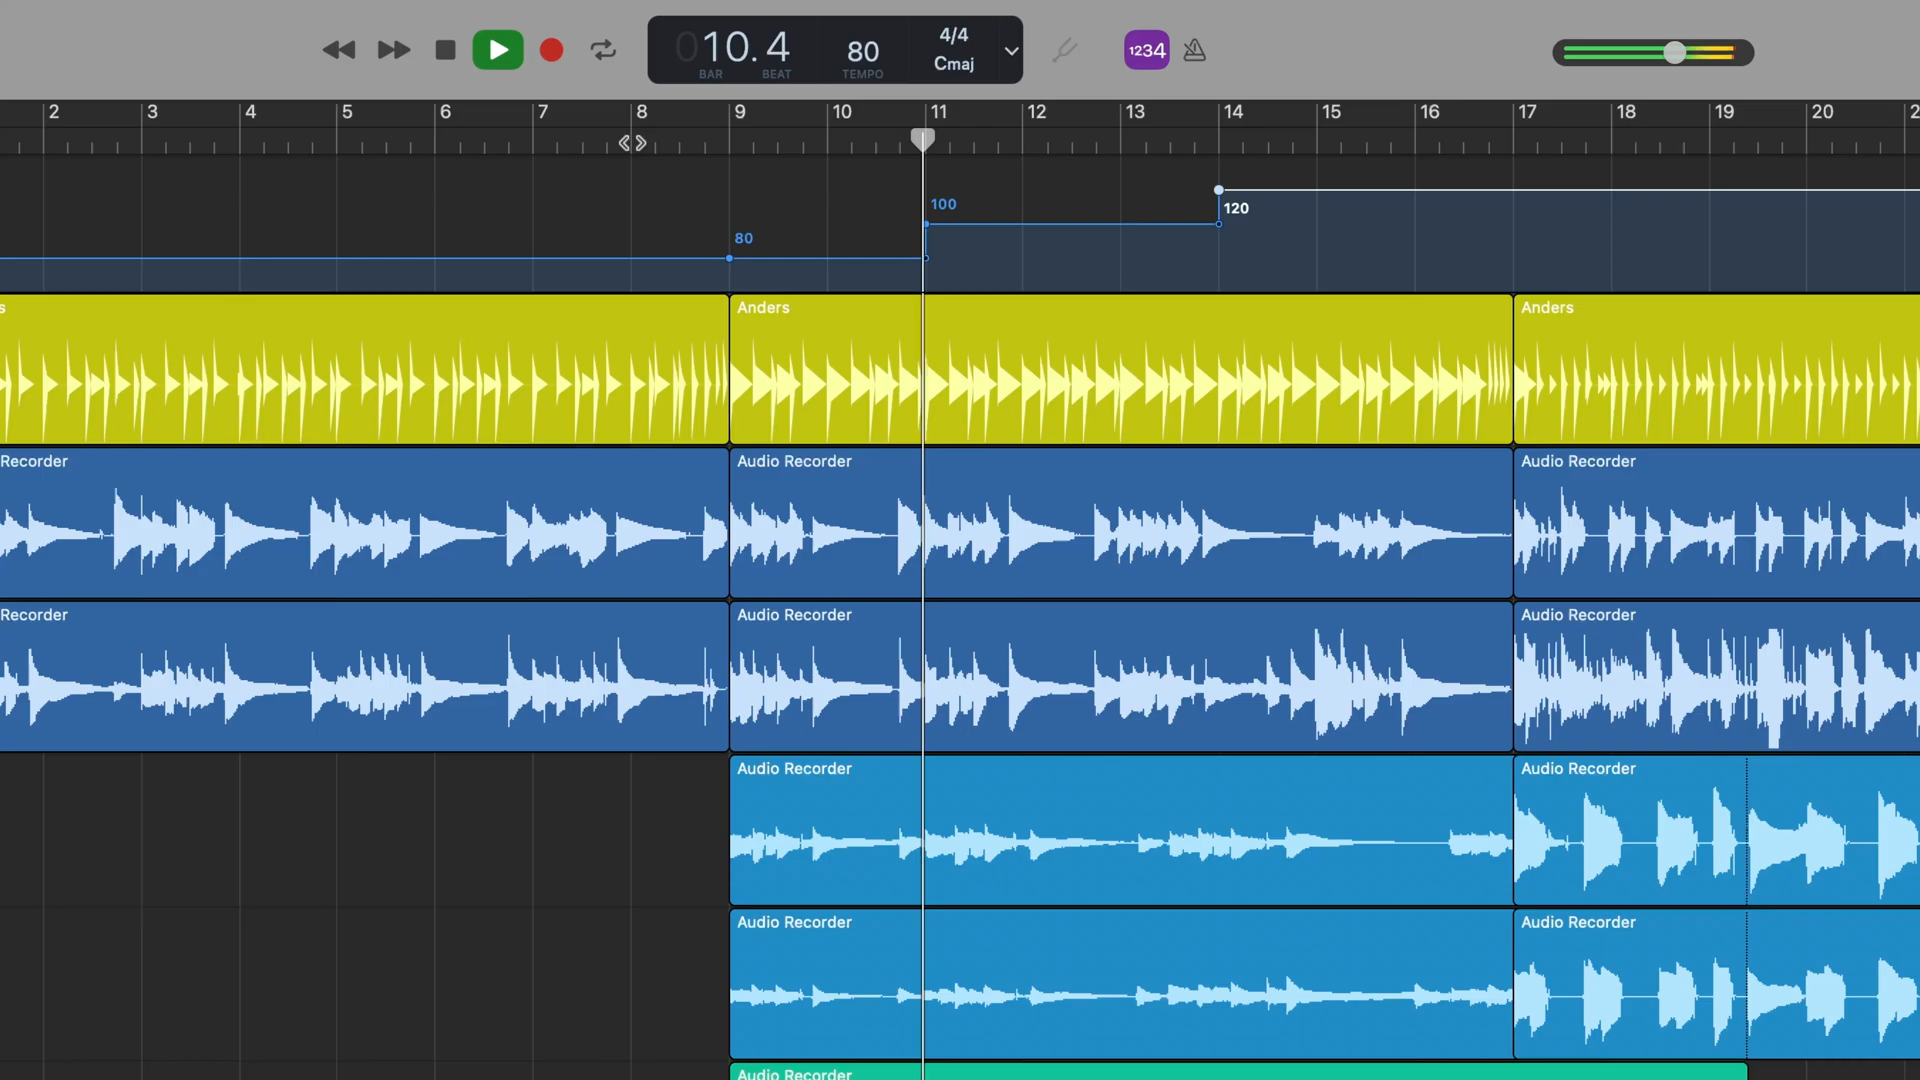 010.4
BAR
BEAT
80
TEMPO
4/4
Cmaj
1234
2 3 4 5 6 7 8 9 10 11 12 13 14 15 16 17 18 19 20 2
100
120
80
s
Anders
Anders
Recorder
Audio Recorder
Audio Recorder
Recorder
Audio Recorder
Audio Recorder
Audio Recorder
Audio Recorder
Audio Recorder
Audio Recorder
Audio Recorder